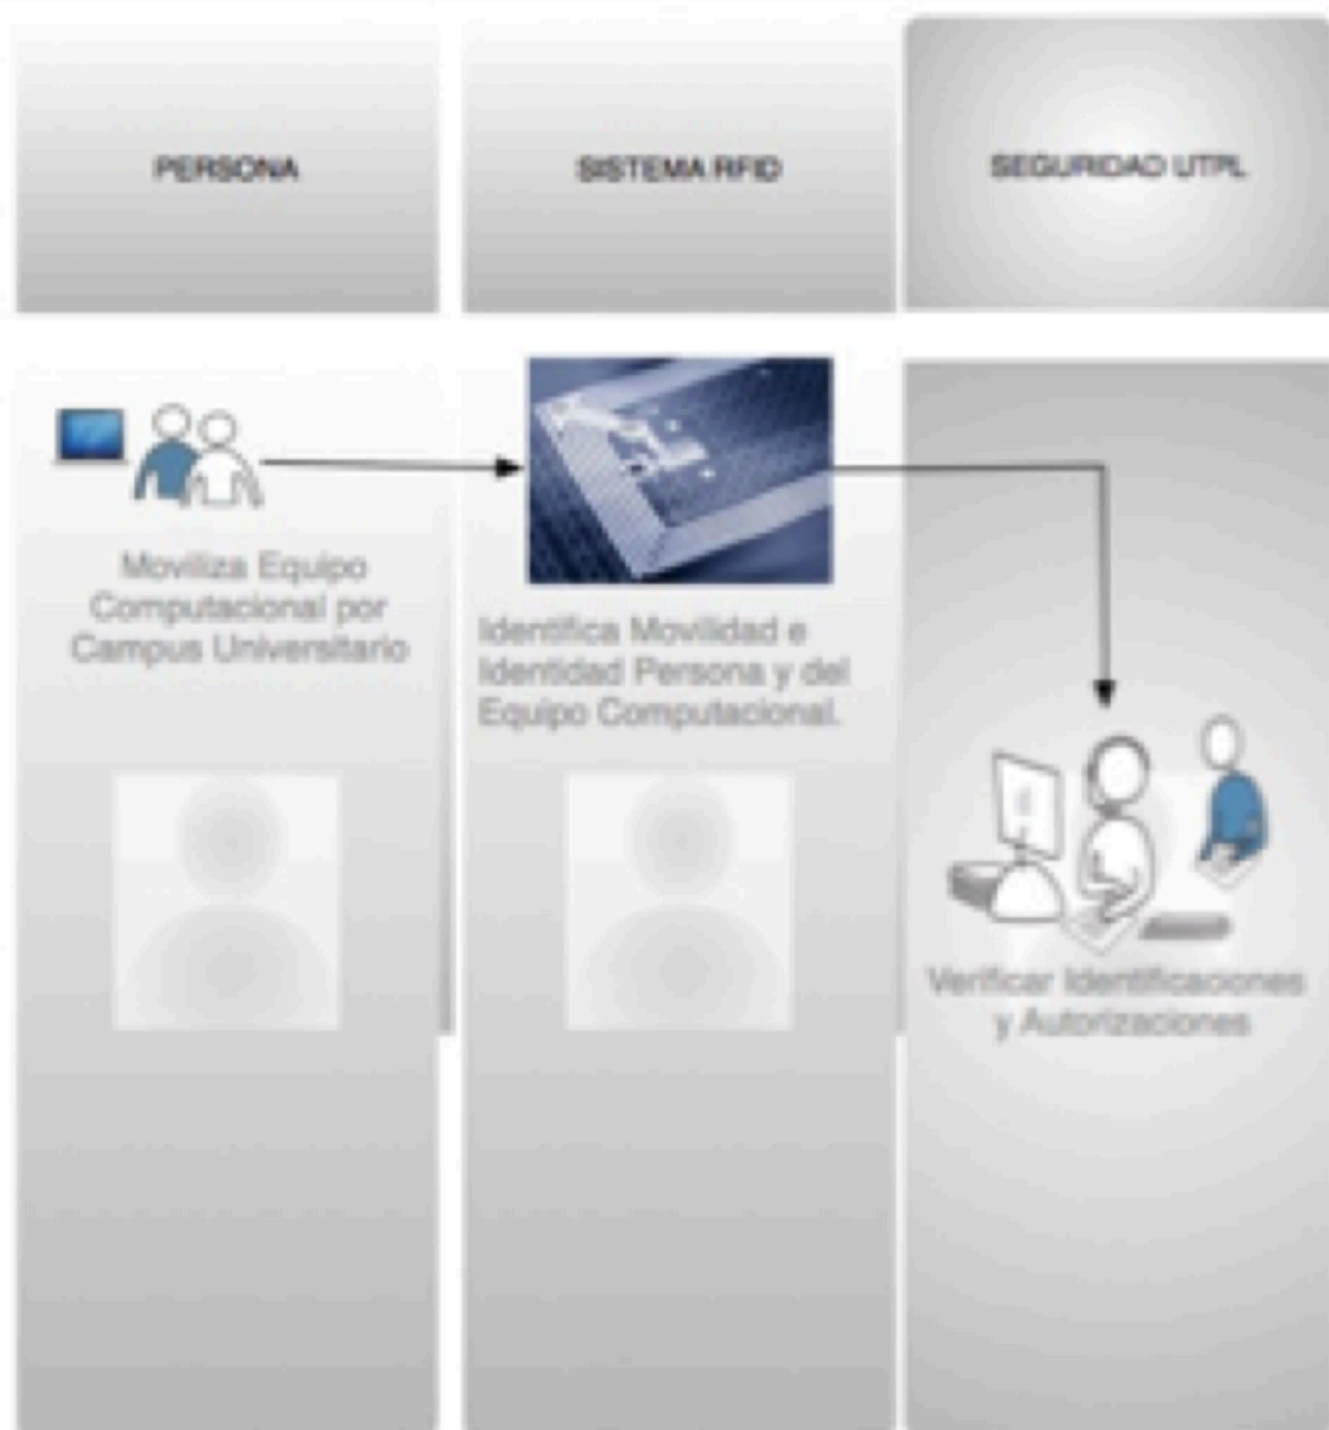 PERSONA
SISTEMA RFID
SEGURIDAD UTPL
Moviliza Equipo
Computacional por
Campus Universitario
Identifica Movilidad e
Identidad Persona y del
Equipo Computacional.
Verificar Identificaciones
y Autorizaciones